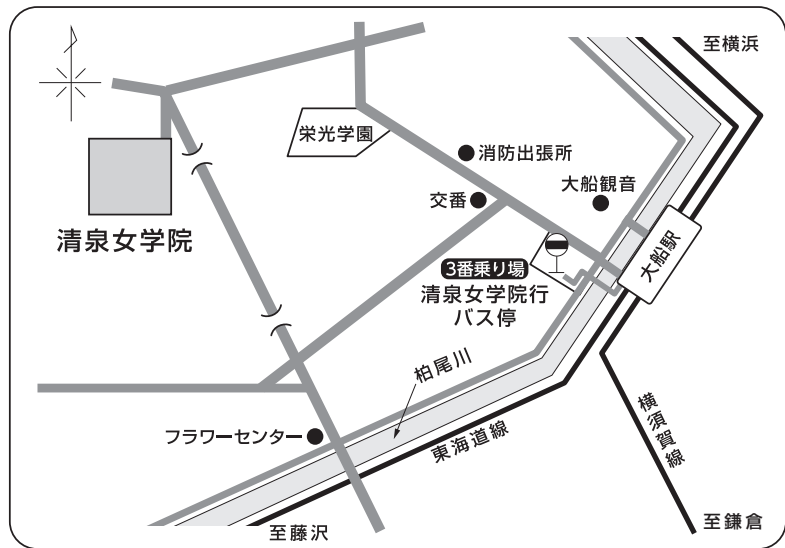 至横浜
栄光学園
消防出張所
大船観音
交番
清泉女学院
大船駅
3番乗り場
清泉女学院行
バス停
柏尾川
横須賀線
フラワーセンター
東海道線
至藤沢
至鎌倉